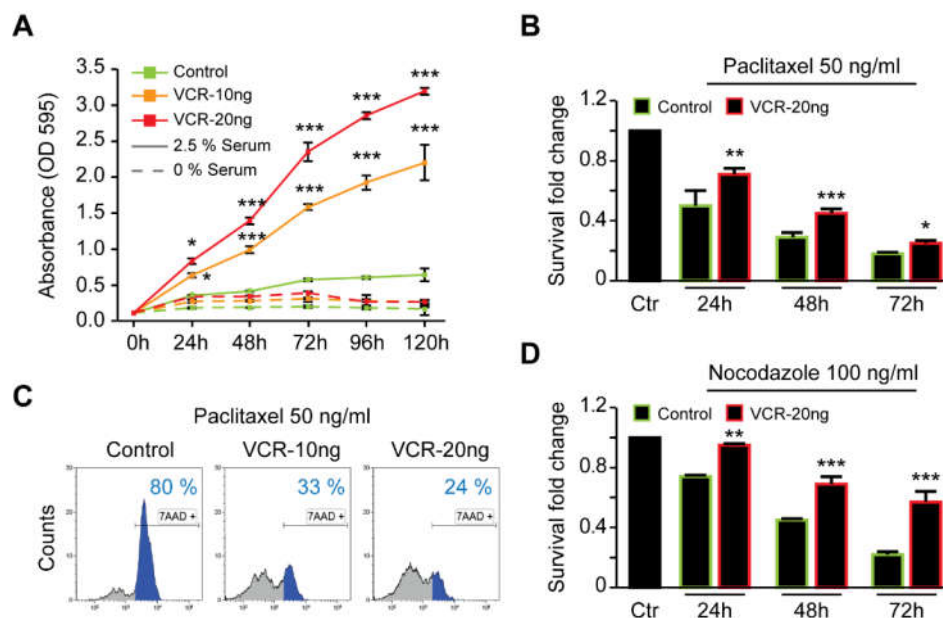 A
Absorbance (OD 595)
3.5
3.0
2.5
2.0
1.5
1.0
0.5
0.0
Control
VCR-10ng
VCR-20ng
2.5 % Serum
0 % Serum
* *** *** *** ***
* *** *** *** ***
0h 24h 48h 72h 96h 120h
B
Paclitaxel 50 ng/ml
Survival fold change
1.2
0.8
0.4
0
Control VCR-20ng
** *** *
Ctr 24h 48h 72h
C
Paclitaxel 50 ng/ml
Control VCR-10ng VCR-20ng
Counts
80 % 33 % 24 %
7AAD + 7AAD + 7AAD +
D
Nocodazole 100 ng/ml
Survival fold change
1.2
0.8
0.4
0
Control VCR-20ng
** *** ***
Ctr 24h 48h 72h